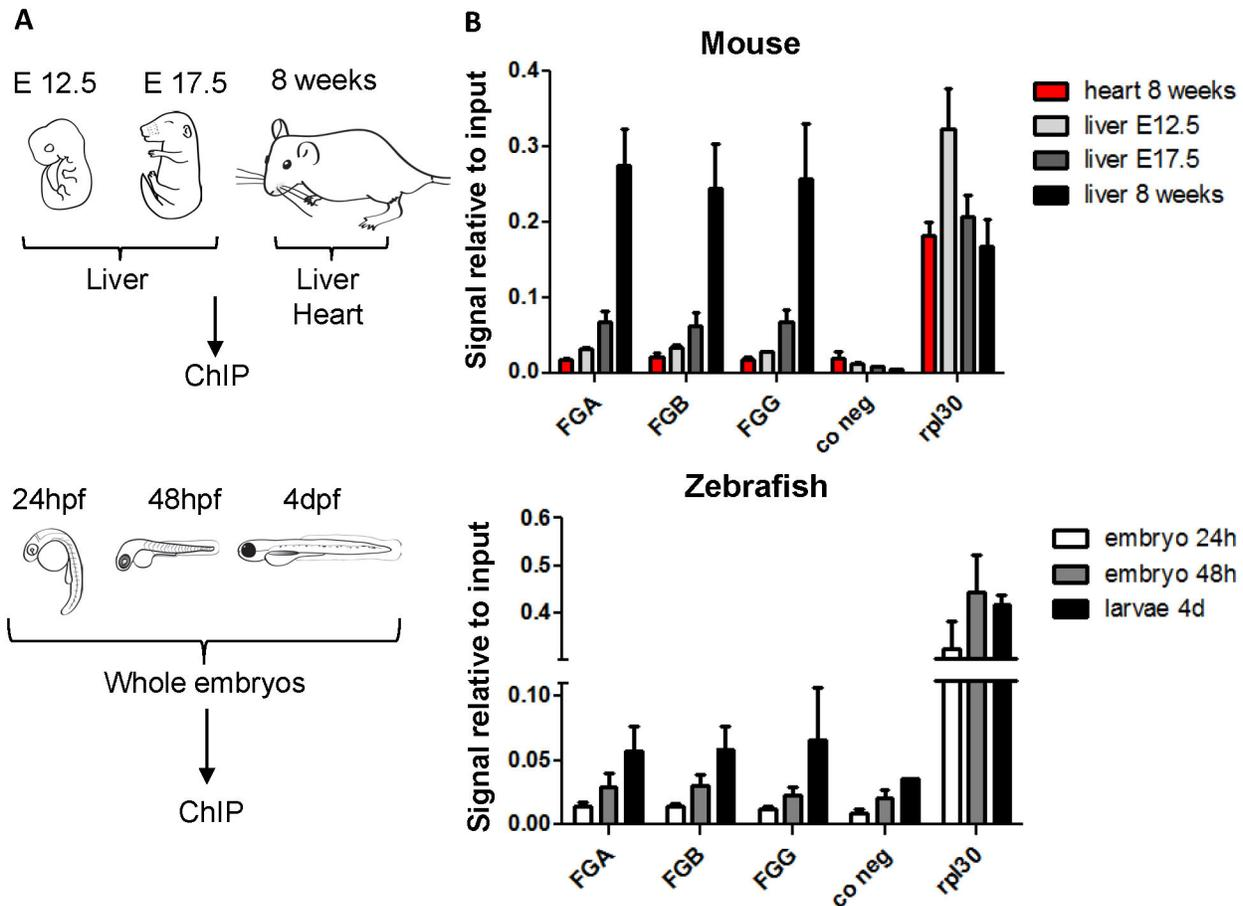 A
E 12.5
E 17.5
8 weeks
Liver
Liver
Heart
ChIP
24hpf
48hpf
4dpf
Whole embryos
ChIP
B
Mouse
Signal relative to input
0.4
0.3
0.2
0.1
0.0
FGA
FGB
FGG
co neg
rpl30
heart 8 weeks
liver E12.5
liver E17.5
liver 8 weeks
Zebrafish
Signal relative to input
0.6
0.5
0.4
0.10
0.05
0.00
FGA
FGB
FGG
co neg
rpl30
embryo 24h
embryo 48h
larvae 4d